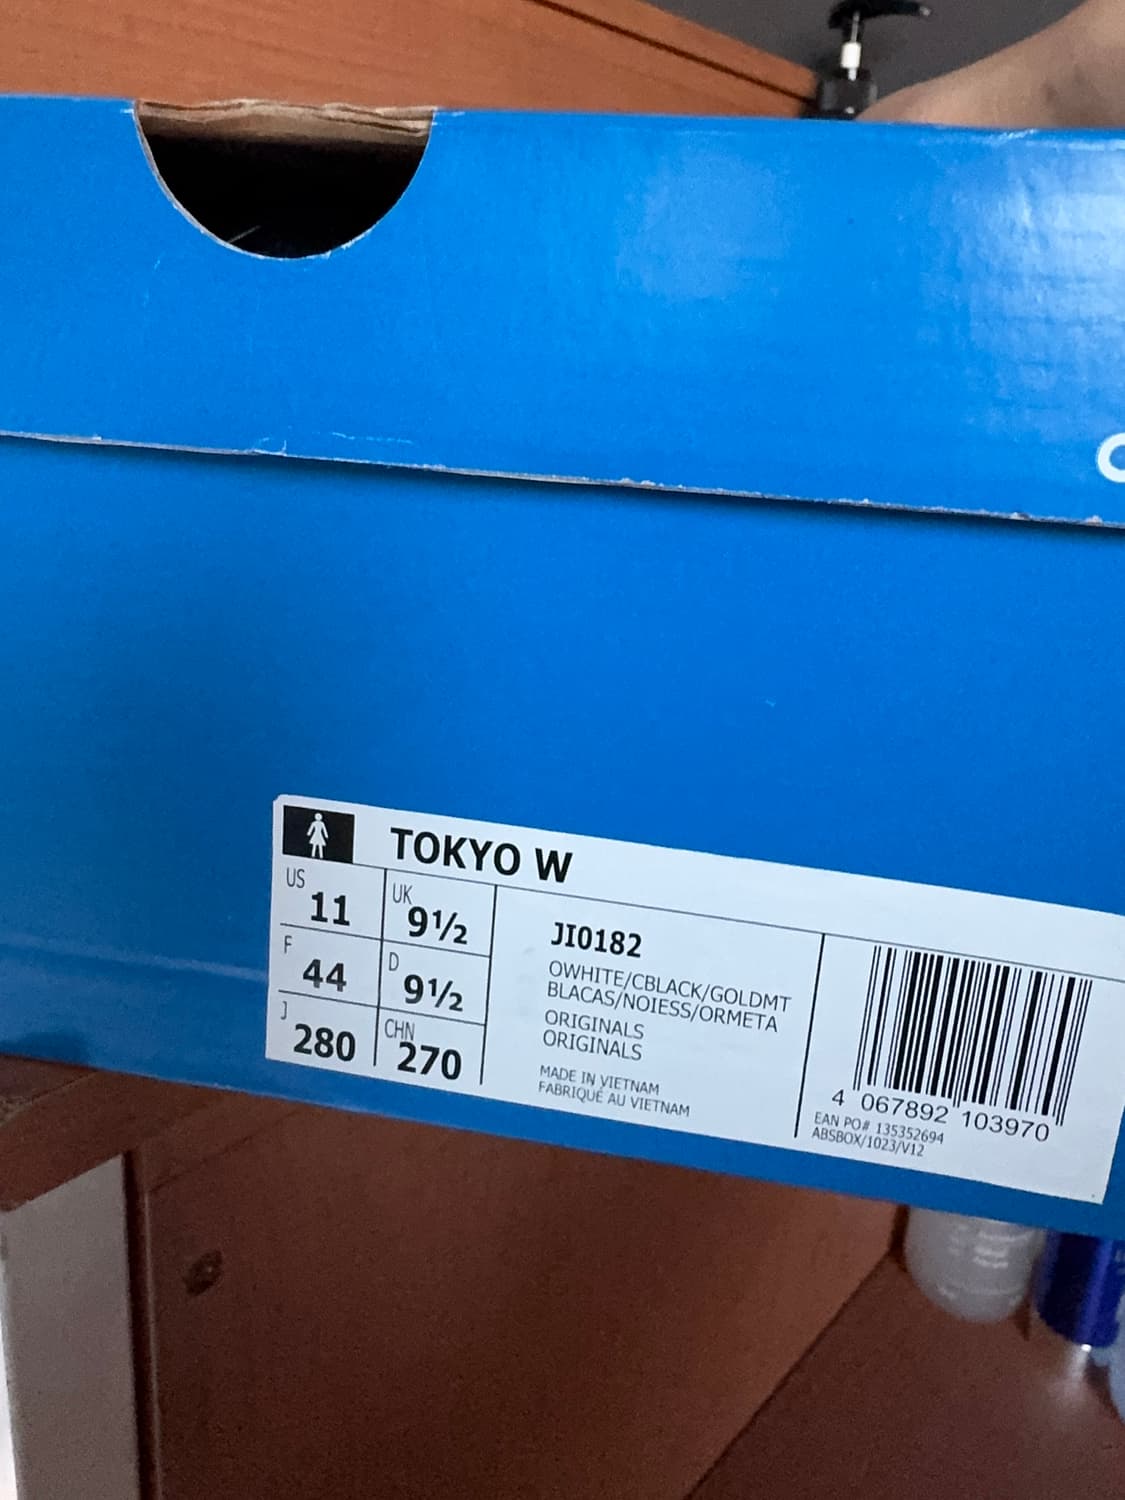 TOKYO W
US 11 UK 9½
F 44 D 9½
J 280 CHN 270
JI0182
OWHITE/CBLACK/GOLDMT
BLACAS/NOIESS/ORMETA
ORIGINALS
ORIGINALS
MADE IN VIETNAM
FABRIQUÉ AU VIETNAM
4 067892 103970
EAN PO# 135352694
ABSBOX/1023/V12